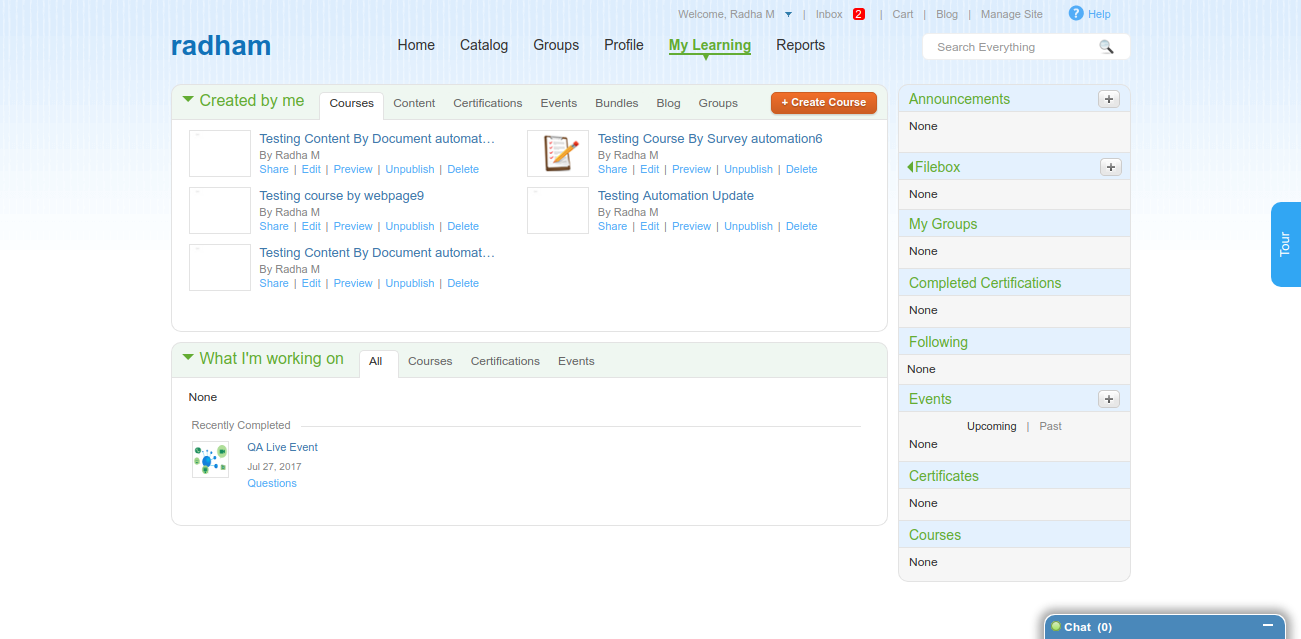 Welcome, Radha M | Inbox 2 | Cart | Blog | Manage Site ? Help
radham
Home Catalog Groups Profile My Learning Reports
Search Everything
Created by me Courses Content Certifications Events Bundles Blog Groups + Create Course
Testing Content By Document automat…
By Radha M
Share | Edit | Preview | Unpublish | Delete
Testing Course By Survey automation6
By Radha M
Share | Edit | Preview | Unpublish | Delete
Testing course by webpage9
By Radha M
Share | Edit | Preview | Unpublish | Delete
Testing Automation Update
By Radha M
Share | Edit | Preview | Unpublish | Delete
Testing Content By Document automat…
By Radha M
Share | Edit | Preview | Unpublish | Delete
What I'm working on All Courses Certifications Events
None
Recently Completed
QA Live Event
Jul 27, 2017
Questions
Announcements +
None
Filebox +
None
My Groups
None
Completed Certifications
None
Following
None
Events +
Upcoming | Past
None
Certificates
None
Courses
None
Tour
Chat (0)